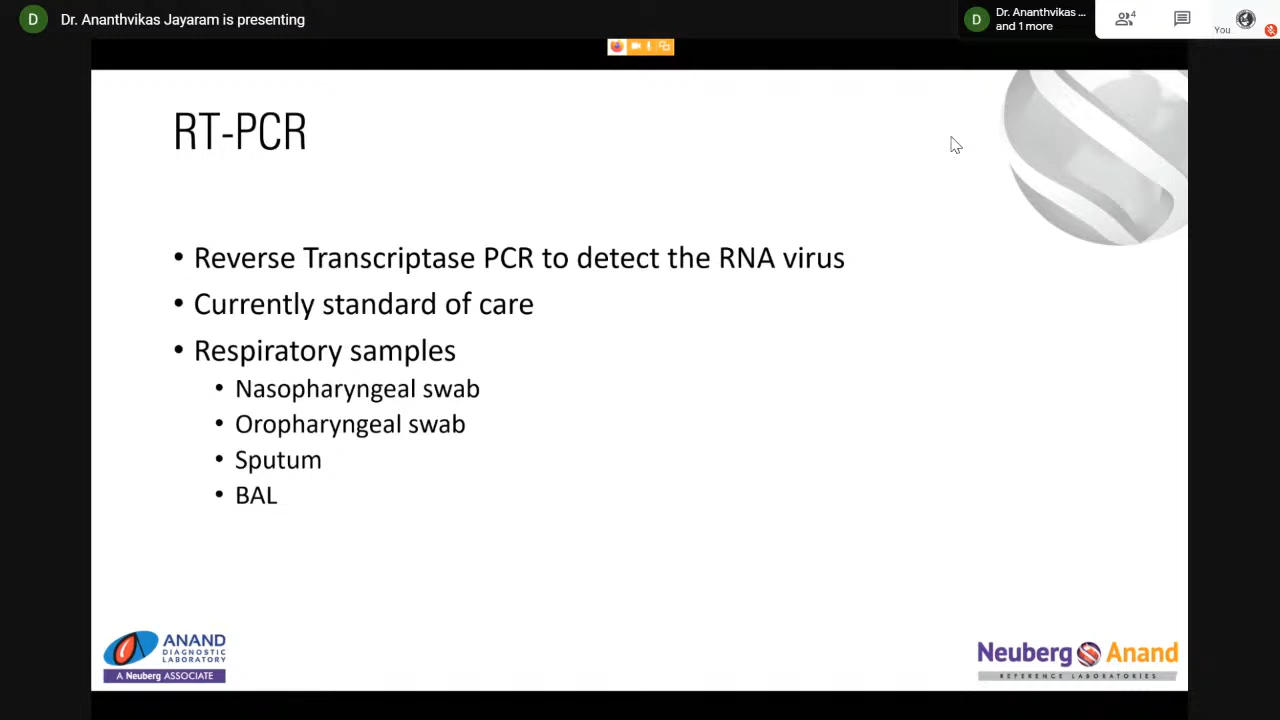 D Dr. Ananthvikas Jayaram is presenting
D Dr. Ananthvikas ...
and 1 more
4
You
RT-PCR
• Reverse Transcriptase PCR to detect the RNA virus
• Currently standard of care
• Respiratory samples
• Nasopharyngeal swab
• Oropharyngeal swab
• Sputum
• BAL
ANAND
DIAGNOSTIC
LABORATORY
A Neuberg ASSOCIATE
Neuberg Anand
REFERENCE LABORATORIES